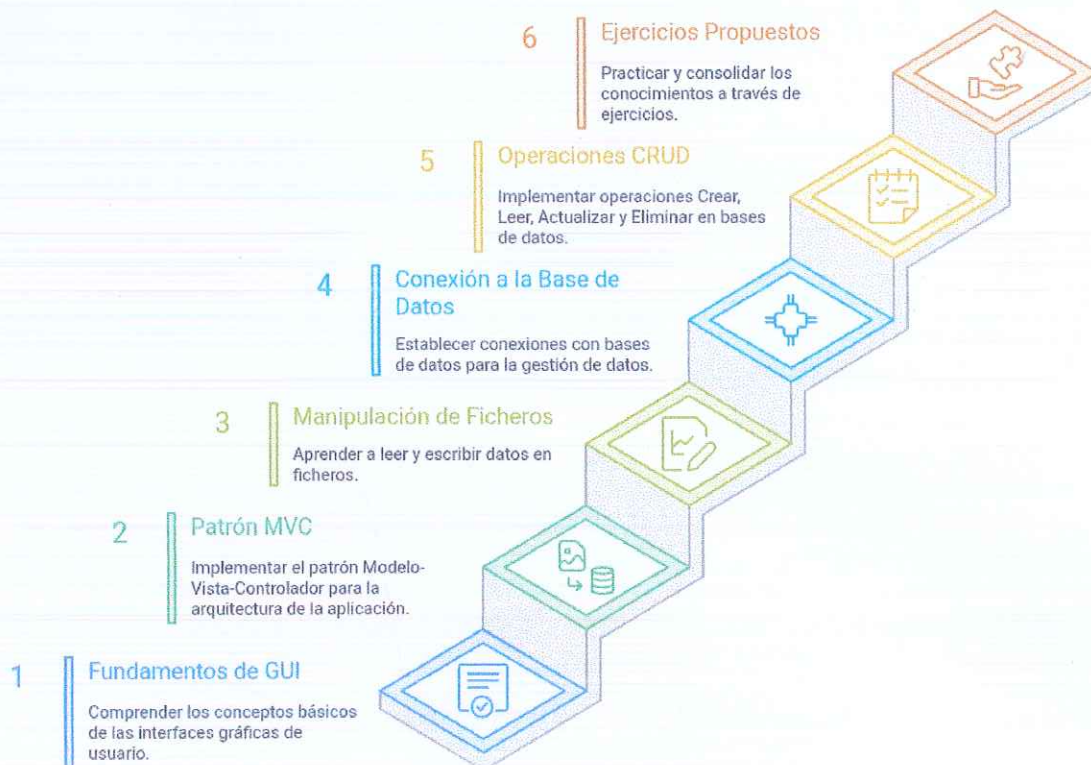 6
Ejercicios Propuestos
Practicar y consolidar los
conocimientos a través de
ejercicios.
5
Operaciones CRUD
Implementar operaciones Crear,
Leer, Actualizar y Eliminar en bases
de datos.
4
Conexión a la Base de
Datos
Establecer conexiones con bases
de datos para la gestión de datos.
3
Manipulación de Ficheros
Aprender a leer y escribir datos en
ficheros.
2
Patrón MVC
Implementar el patrón Modelo-
Vista-Controlador para la
arquitectura de la aplicación.
1
Fundamentos de GUI
Comprender los conceptos básicos
de las interfaces gráficas de
usuario.